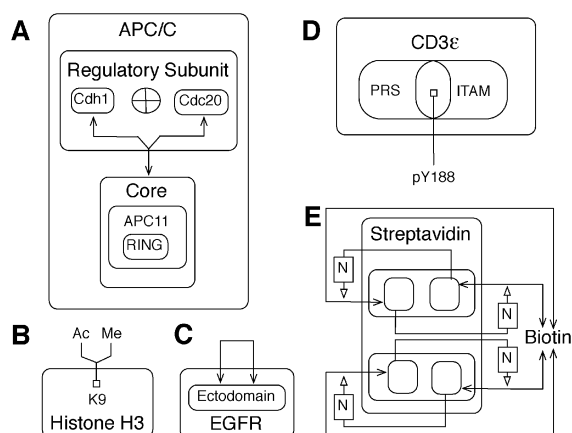 A
APC/C
Regulatory Subunit
Cdh1
Cdc20
Core
APC11
RING
B
Ac Me
K9
Histone H3
C
Ectodomain
EGFR
D
CD3ε
PRS
ITAM
pY188
E
Streptavidin
N
N
Biotin
N
N